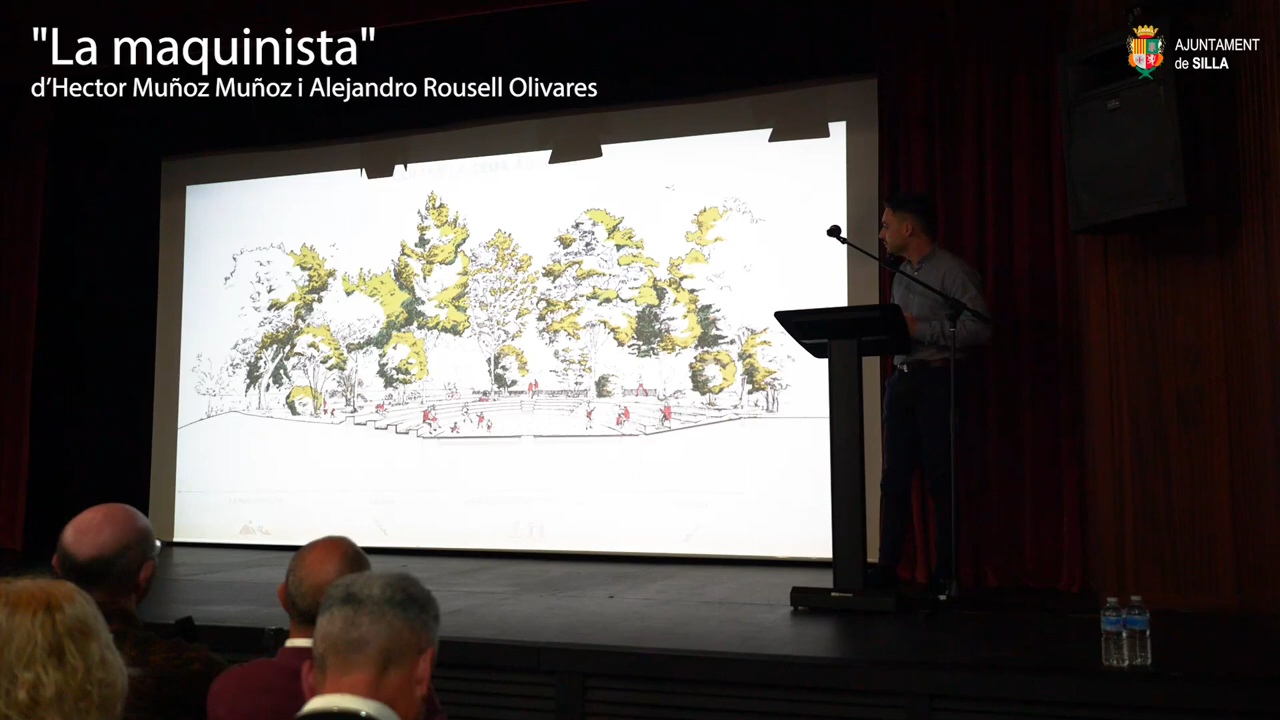 "La maquinista"
d’Hector Muñoz Muñoz i Alejandro Rousell Olivares
AJUNTAMENT
de SILLA